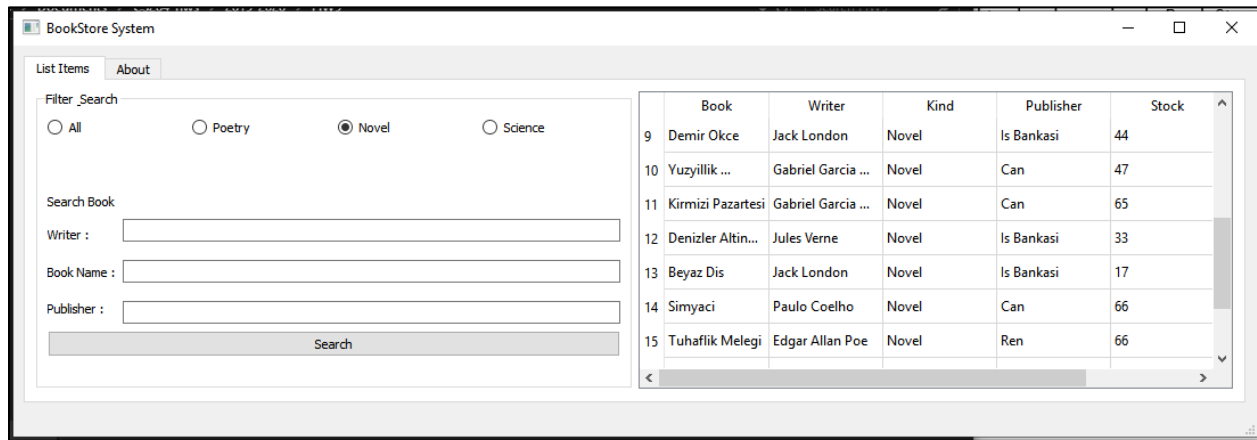 BookStore System
List Items About
Filter_Search
All Poetry Novel Science
Search Book
Writer :
Book Name :
Publisher :
Search
Book Writer Kind Publisher Stock
9 Demir Okce Jack London Novel Is Bankasi 44
10 Yuzyillik ... Gabriel Garcia ... Novel Can 47
11 Kirmizi Pazartesi Gabriel Garcia ... Novel Can 65
12 Denizler Altin... Jules Verne Novel Is Bankasi 33
13 Beyaz Dis Jack London Novel Is Bankasi 17
14 Simyaci Paulo Coelho Novel Can 66
15 Tuhaflik Melegi Edgar Allan Poe Novel Ren 66